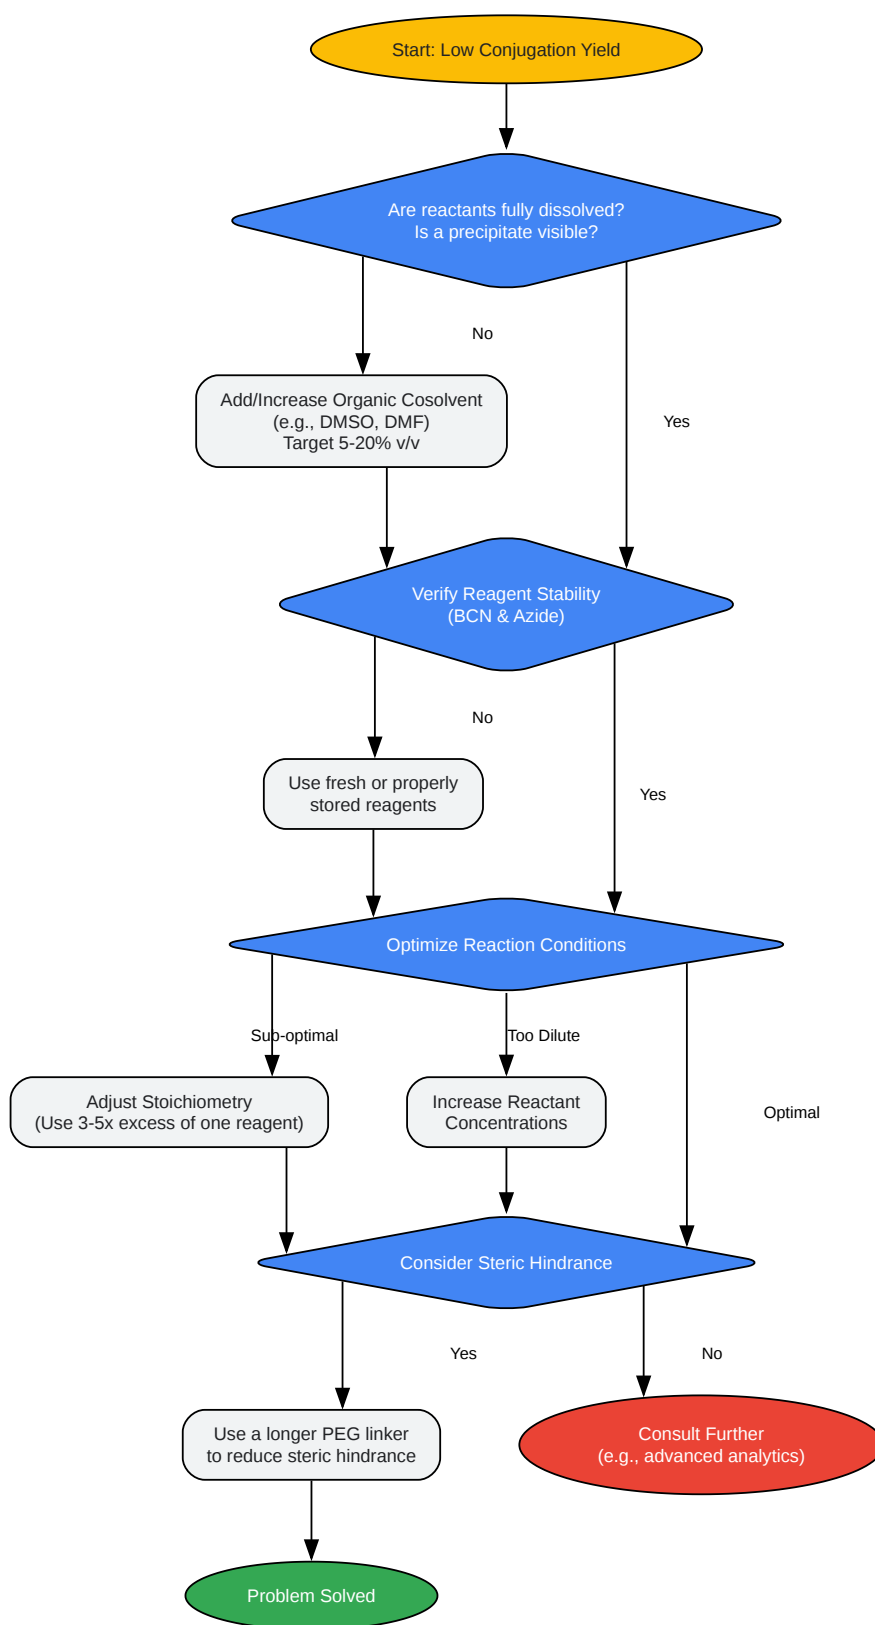 Start: Low Conjugation Yield
Are reactants fully dissolved?
Is a precipitate visible?
No
Add/Increase Organic Cosolvent
(e.g., DMSO, DMF)
Target 5-20% v/v
Yes
Verify Reagent Stability
(BCN & Azide)
No
Use fresh or properly
stored reagents
Yes
Optimize Reaction Conditions
Sub-optimal
Too Dilute
Adjust Stoichiometry
(Use 3-5x excess of one reagent)
Increase Reactant
Concentrations
Optimal
Consider Steric Hindrance
Yes
No
Use a longer PEG linker
to reduce steric hindrance
Consult Further
(e.g., advanced analytics)
Problem Solved